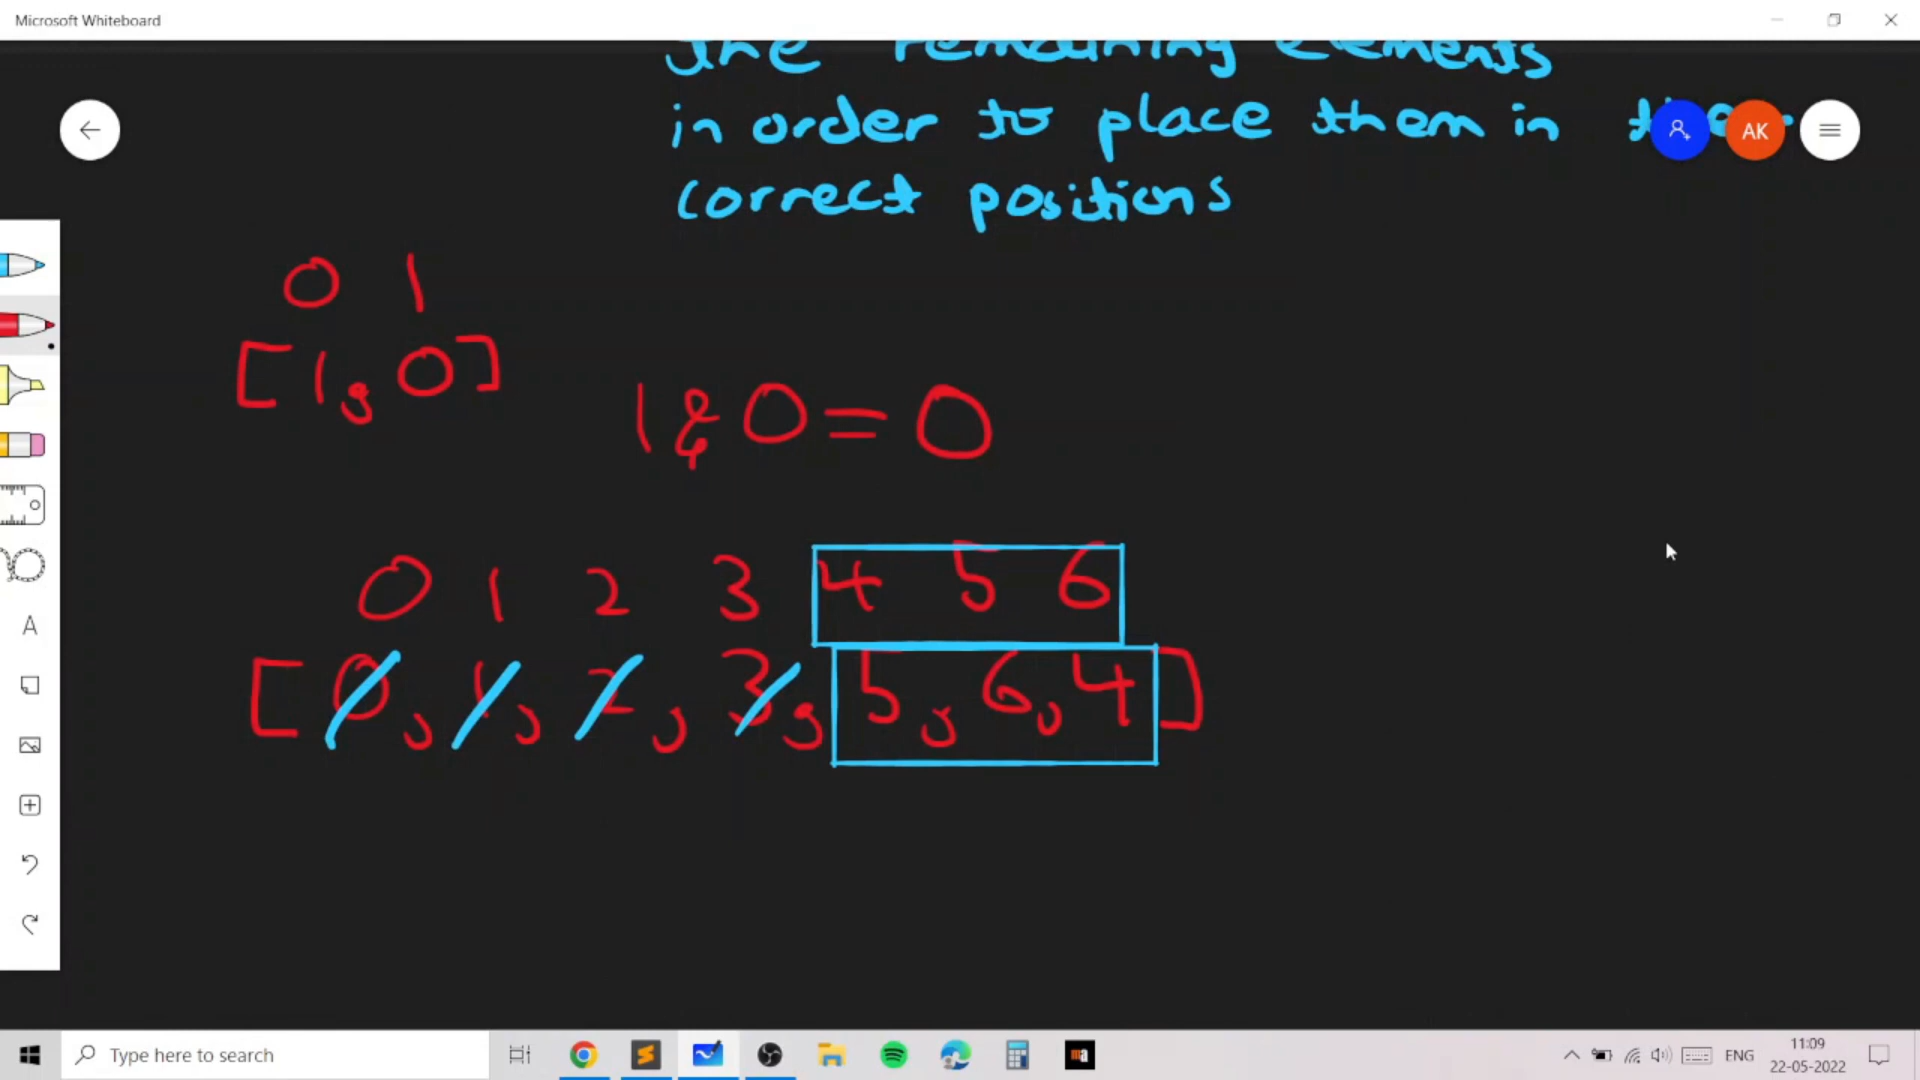 Microsoft Whiteboard
the remaining elements
in order to place them in their
correct positions
AK
0 1
[1,0]
1&0=0
0 1 2 3 4 5 6
[0, 1, 2, 3, 5, 6, 4]
A
Type here to search
ma
ENG
11:09
22-05-2022